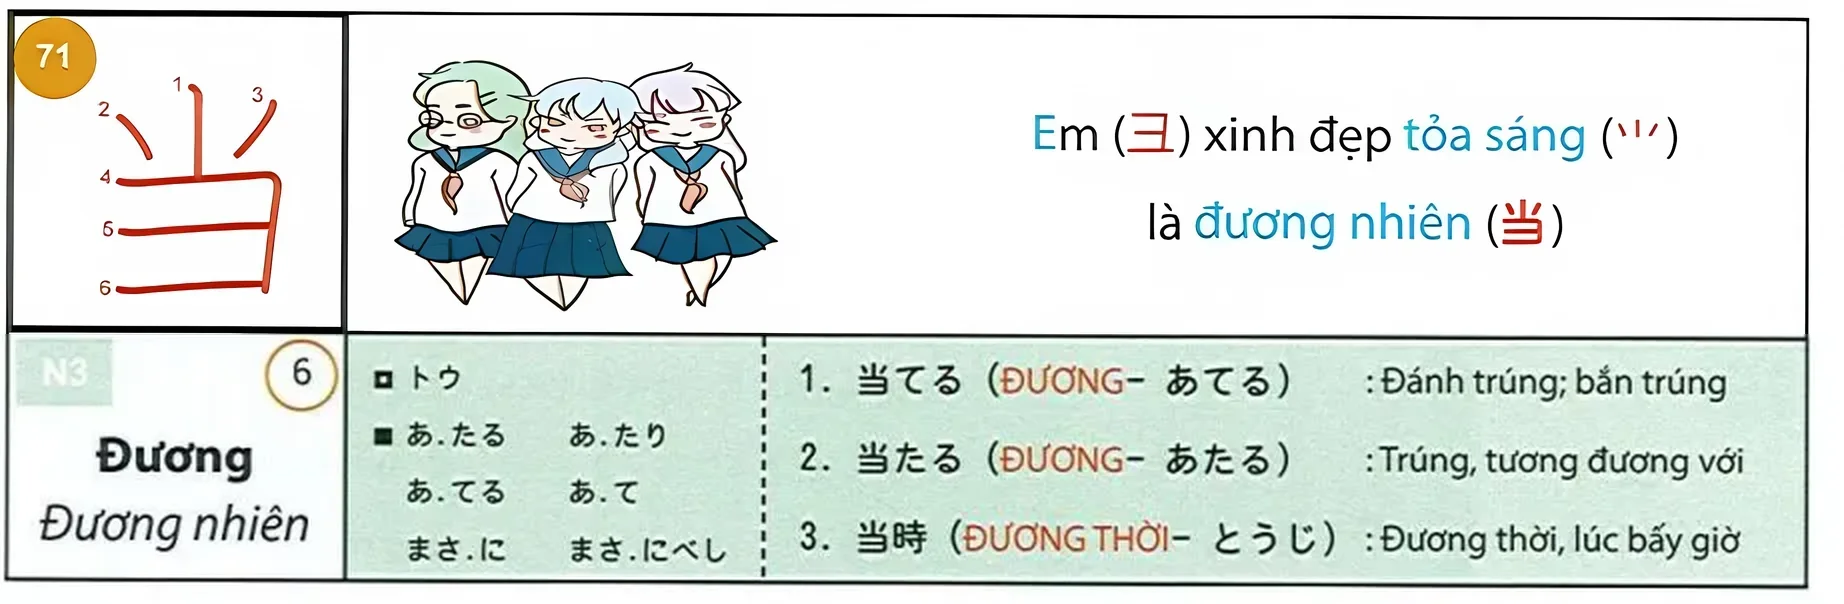 71
1
2
3
4
5
6
Em (彐) xinh đẹp tỏa sáng (⺌)
là đương nhiên (当)
N3
6
Đương
Đương nhiên
トウ
あ.たる あ.たり
あ.てる あ.て
まさ.に まさ.にべし
1. 当てる (ĐƯƠNG- あてる) : Đánh trúng; bắn trúng
2. 当たる (ĐƯƠNG- あたる) : Trúng, tương đương với
3. 当時 (ĐƯƠNG THỜI- とうじ) : Đương thời, lúc bấy giờ